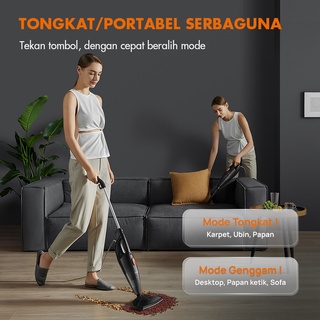 TONGKAT/PORTABEL SERBAGUNA
Tekan tombol, dengan cepat beralih mode
Mode Tongkat !
Karpet, Ubin, Papan
Mode Genggam !
Desktop, Papan ketik, Sofa